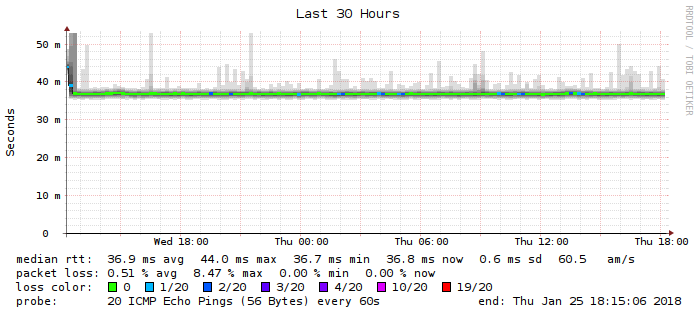 Last 30 Hours
RRDTOOL / TOBI OETIKER
Seconds
50 m
40 m
30 m
20 m
10 m
0
Wed 18:00 Thu 00:00 Thu 06:00 Thu 12:00 Thu 18:00
median rtt: 36.9 ms avg 44.0 ms max 36.7 ms min 36.8 ms now 0.6 ms sd 60.5 am/s
packet loss: 0.51 % avg 8.47 % max 0.00 % min 0.00 % now
loss color: 0 1/20 2/20 3/20 4/20 10/20 19/20
probe: 20 ICMP Echo Pings (56 Bytes) every 60s end: Thu Jan 25 18:15:06 2018